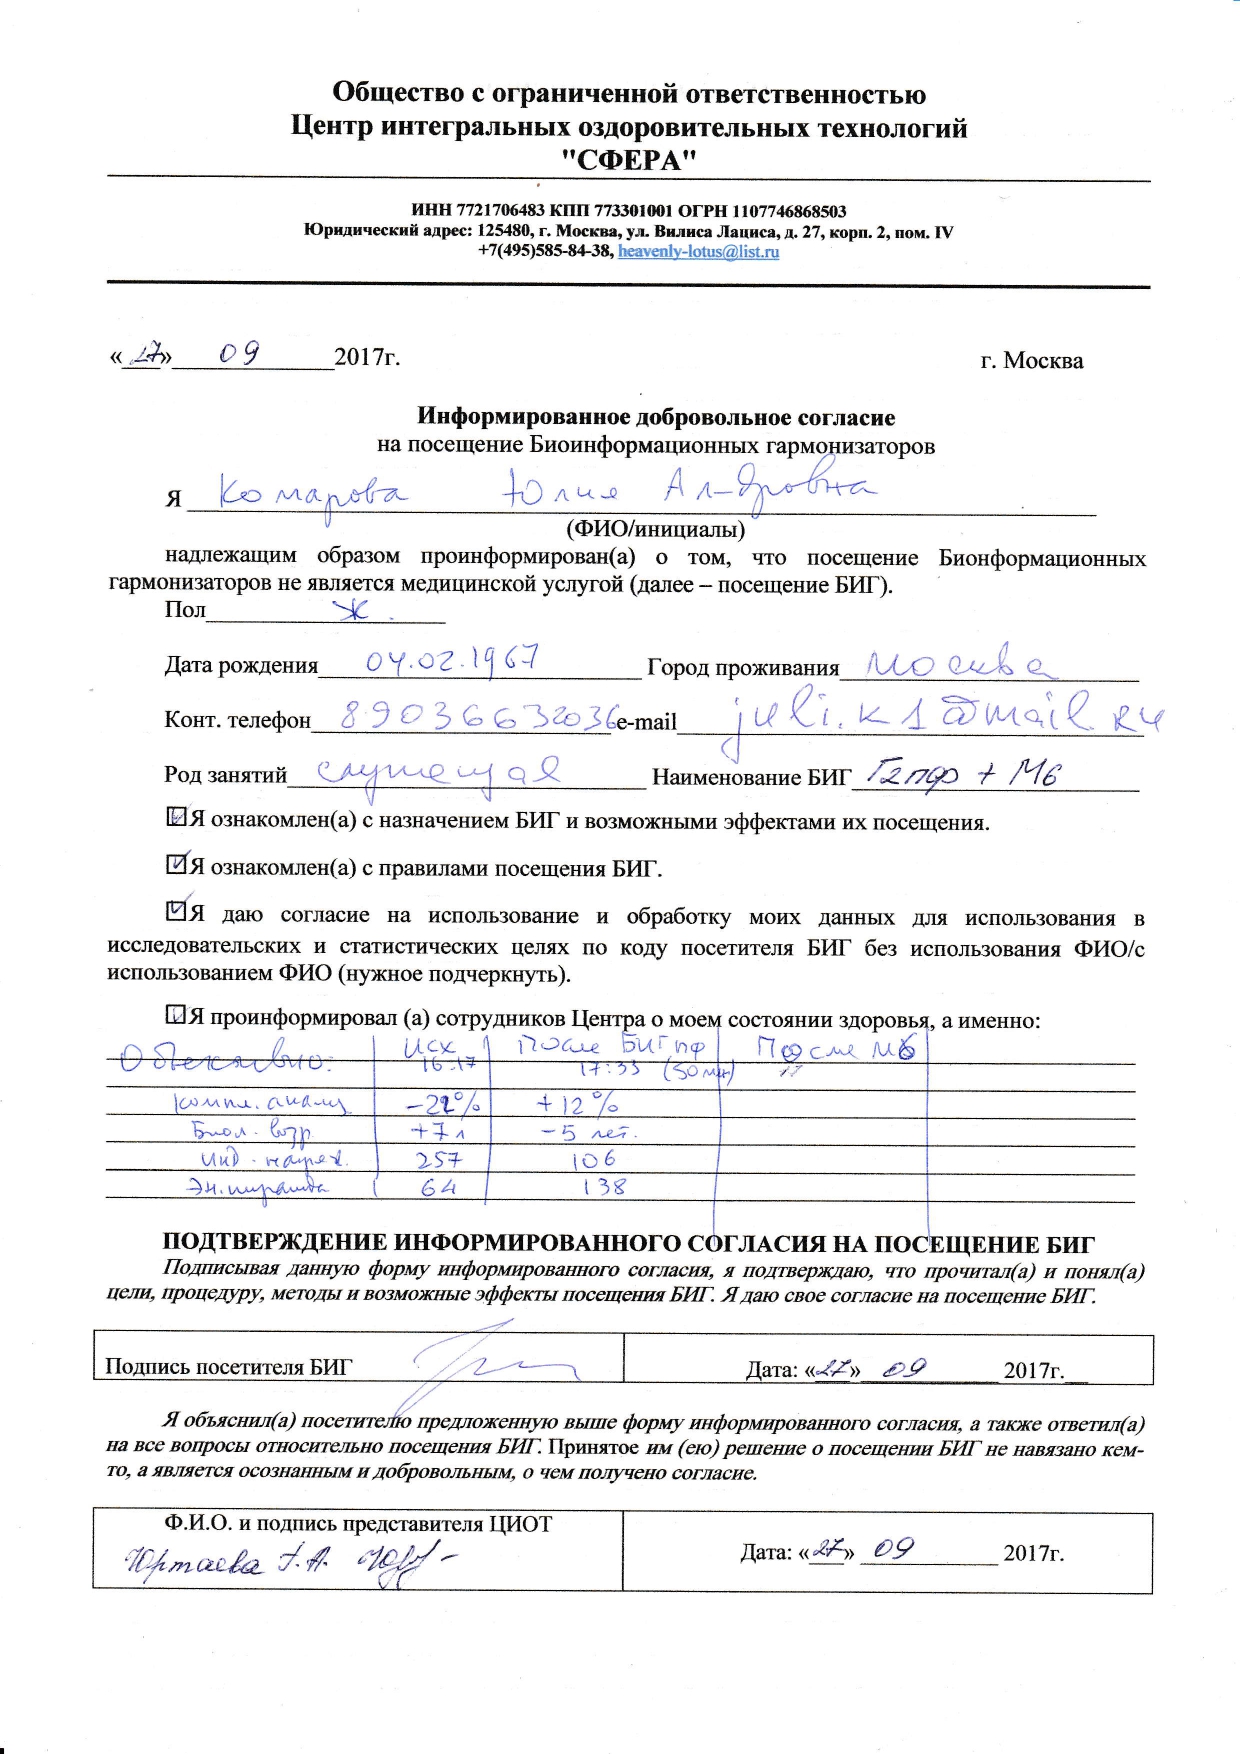 Общество с ограниченной ответственностью
Центр интегральных оздоровительных технологий
"СФЕРА"
ИНН 7721706483 КПП 773301001 ОГРН 1107746868503
Юридический адрес: 125480, г. Москва, ул. Вилиса Лациса, д. 27, корп. 2, пом. IV
+7(495)585-84-38, heavenly-lotus@list.ru
«27» 09 2017г. г. Москва
Информированное добровольное согласие
на посещение Биоинформационных гармонизаторов
Я Комарова Юлия Ал-дровна
(ФИО/инициалы)
надлежащим образом проинформирован(а) о том, что посещение Бионформационных
гармонизаторов не является медицинской услугой (далее – посещение БИГ).
Пол ж.
Дата рождения 04.02.1967 Город проживания Москва
Конт. телефон 89036632036 e-mail juli.k1@mail.ru
Род занятий служащая Наименование БИГ Г2пф + М6
Я ознакомлен(а) с назначением БИГ и возможными эффектами их посещения.
Я ознакомлен(а) с правилами посещения БИГ.
Я даю согласие на использование и обработку моих данных для использования в
исследовательских и статистических целях по коду посетителя БИГ без использования ФИО/с
использованием ФИО (нужное подчеркнуть).
Я проинформировал (а) сотрудников Центра о моем состоянии здоровья, а именно:
Объективно: Исх После БИГ пф После М6
16:17 17:33 (50 мин)
компл. анализ -22% +12%
Биол. возр +7 л -5 лет.
Инд. напряж. 257 106
Эн. пирамида 64 138
ПОДТВЕРЖДЕНИЕ ИНФОРМИРОВАННОГО СОГЛАСИЯ НА ПОСЕЩЕНИЕ БИГ
Подписывая данную форму информированного согласия, я подтверждаю, что прочитал(а) и понял(а)
цели, процедуру, методы и возможные эффекты посещения БИГ. Я даю свое согласие на посещение БИГ.
Подпись посетителя БИГ Дата: «27» 09 2017г.
Я объяснил(а) посетителю предложенную выше форму информированного согласия, а также ответил(а)
на все вопросы относительно посещения БИГ. Принятое им (ею) решение о посещении БИГ не навязано кем-
то, а является осознанным и добровольным, о чем получено согласие.
Ф.И.О. и подпись представителя ЦИОТ
Юртаева Г.А. Дата: «27» 09 2017г.